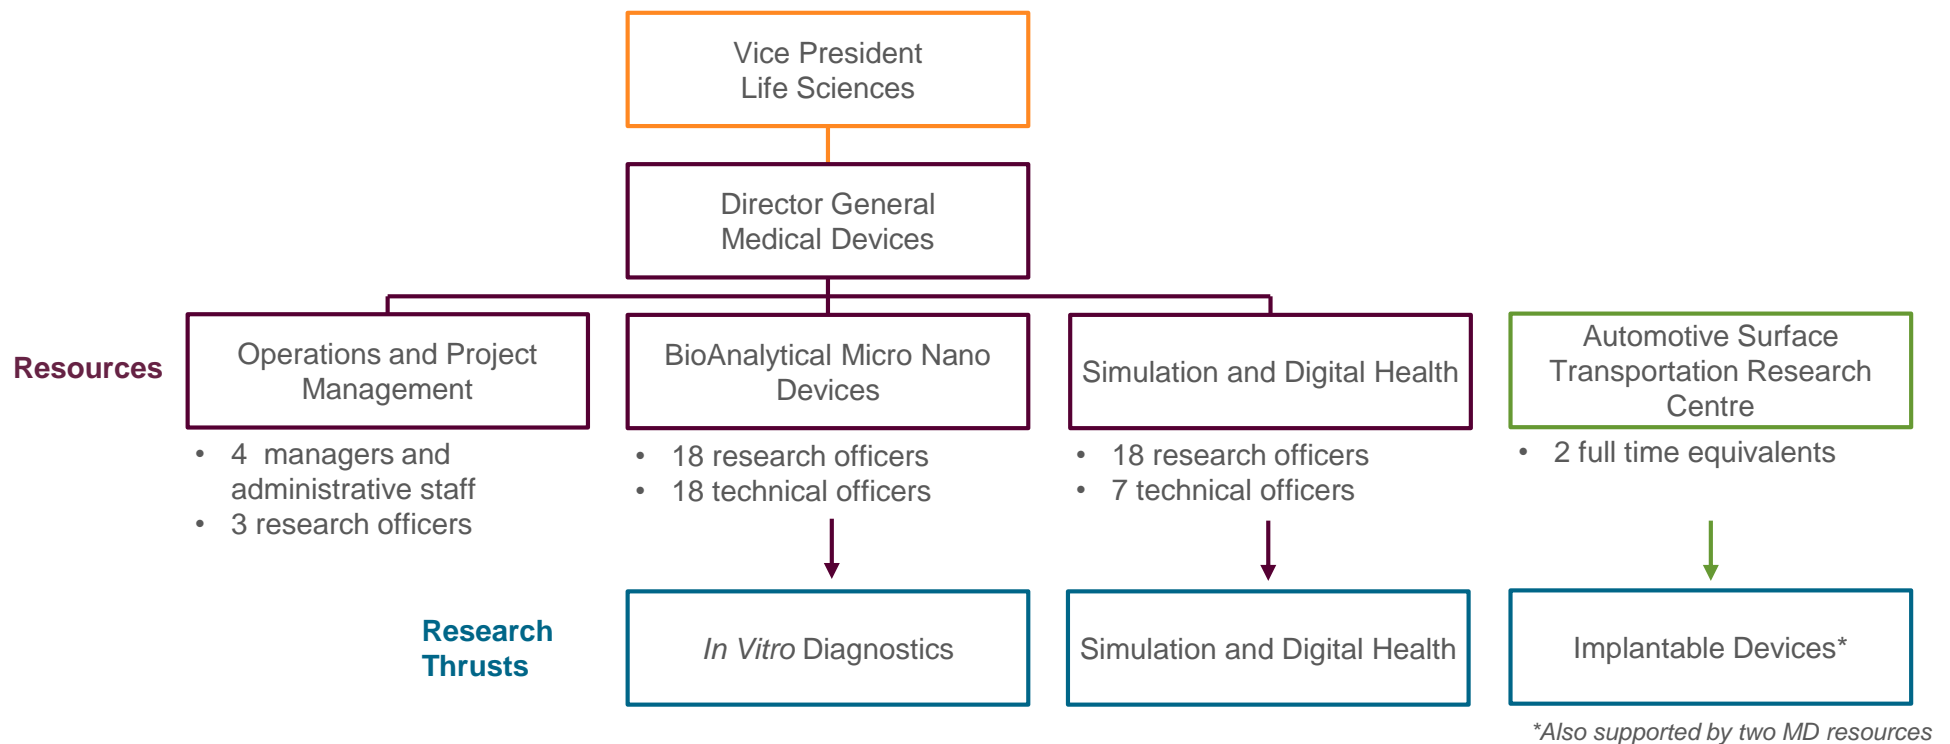 Vice President
Life Sciences
Director General
Medical Devices
Resources
Operations and Project
Management
BioAnalytical Micro Nano
Devices
Simulation and Digital Health
Automotive Surface
Transportation Research
Centre
• 4 managers and
administrative staff
• 3 research officers
• 18 research officers
• 18 technical officers
• 18 research officers
• 7 technical officers
• 2 full time equivalents
Research
Thrusts
In Vitro Diagnostics
Simulation and Digital Health
Implantable Devices*
*Also supported by two MD resources